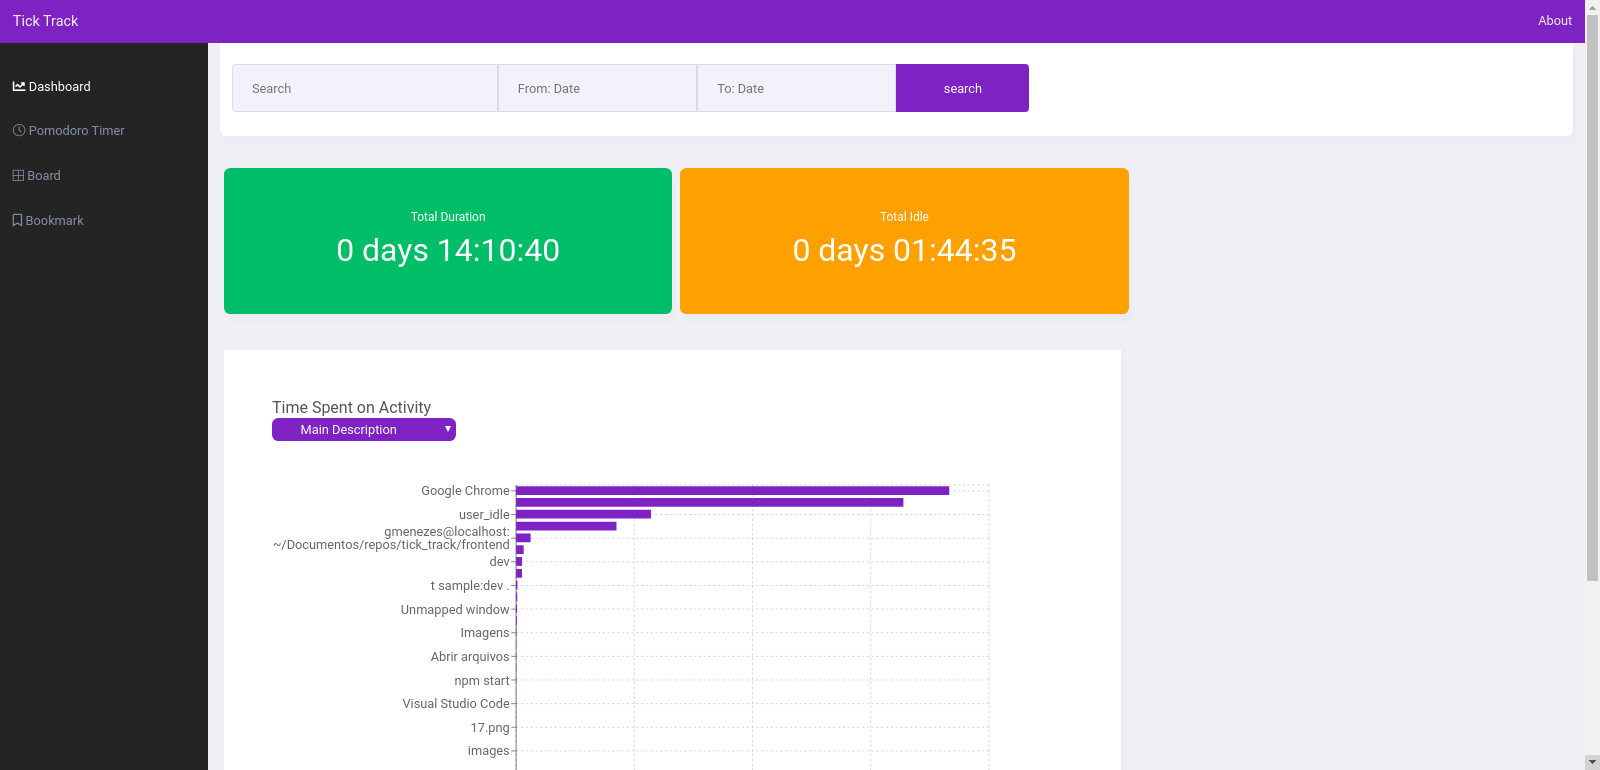 Tick Track
About
Dashboard
Pomodoro Timer
Board
Bookmark
Search
From: Date
To: Date
search
Total Duration
0 days 14:10:40
Total Idle
0 days 01:44:35
Time Spent on Activity
Main Description
Google Chrome
user_idle
gmenezes@localhost:
~/Documentos/repos/tick_track/frontend
dev
t sample:dev .
Unmapped window
Imagens
Abrir arquivos
npm start
Visual Studio Code
17.png
images